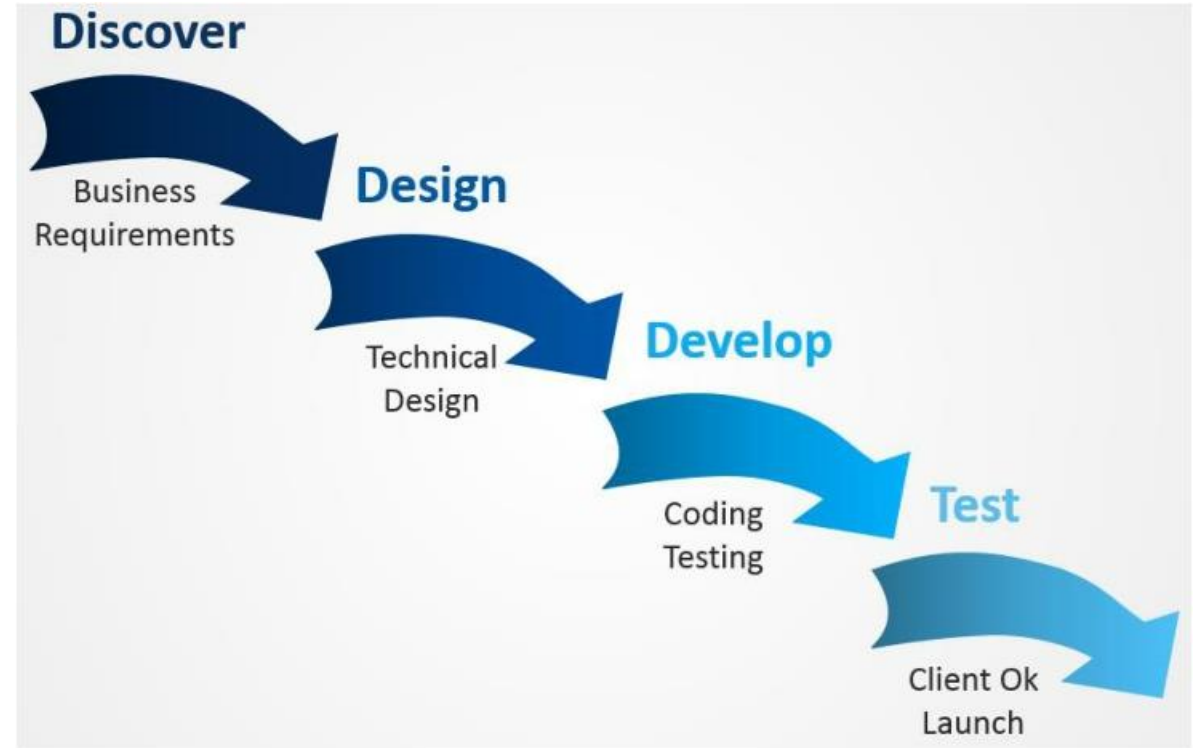 Discover
Business
Requirements
Design
Technical
Design
Develop
Coding
Testing
Test
Client Ok
Launch